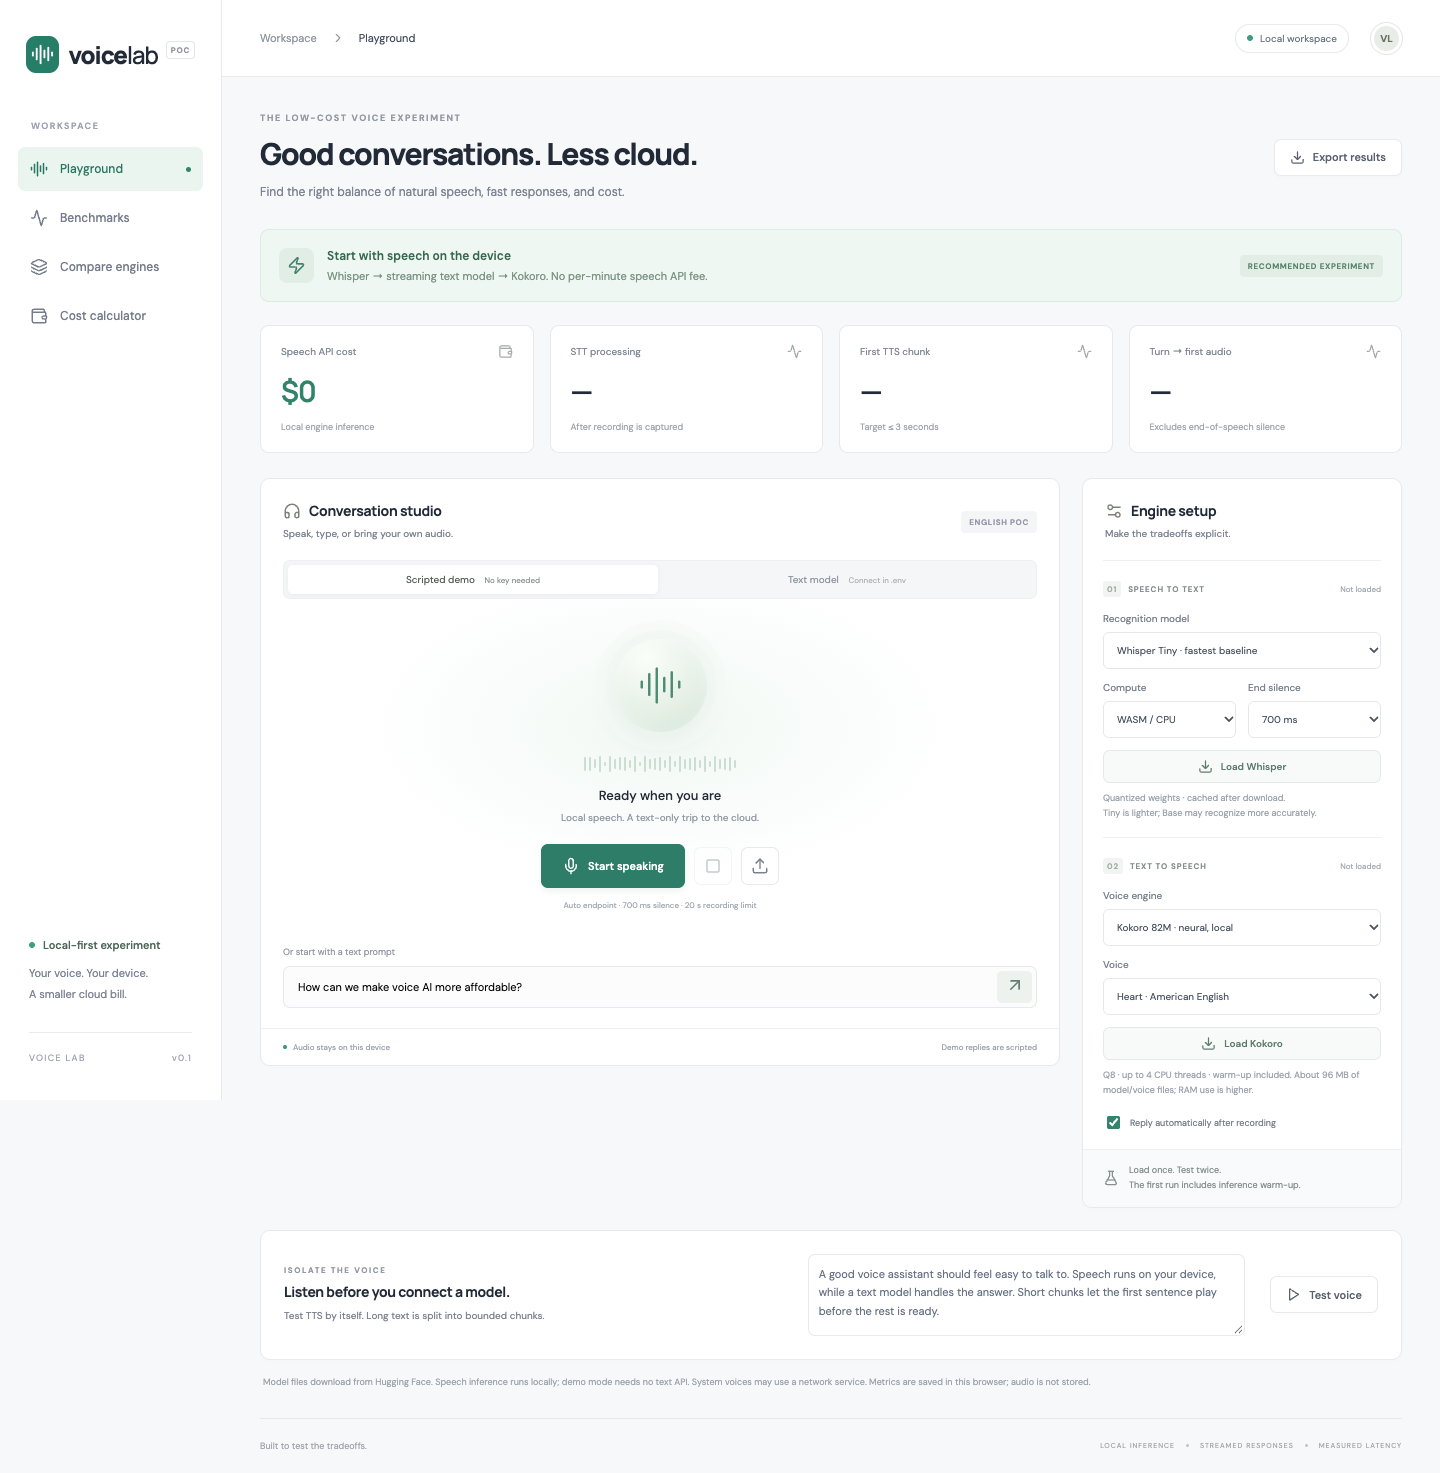 voicelab POC
WORKSPACE
Playground
Benchmarks
Compare engines
Cost calculator
Local-first experiment
Your voice. Your device.
A smaller cloud bill.
VOICE LAB v0.1
Workspace Playground
Local workspace VL
THE LOW-COST VOICE EXPERIMENT
Good conversations. Less cloud.
Find the right balance of natural speech, fast responses, and cost.
Export results
Start with speech on the device
Whisper → streaming text model → Kokoro. No per-minute speech API fee.
RECOMMENDED EXPERIMENT
Speech API cost
$0
Local engine inference
STT processing
—
After recording is captured
First TTS chunk
—
Target ≤ 3 seconds
Turn → first audio
—
Excludes end-of-speech silence
Conversation studio
Speak, type, or bring your own audio.
ENGLISH POC
Scripted demo No key needed
Text model Connect in .env
Ready when you are
Local speech. A text-only trip to the cloud.
Start speaking
Auto endpoint · 700 ms silence · 20 s recording limit
Or start with a text prompt
How can we make voice AI more affordable?
Audio stays on this device
Demo replies are scripted
Engine setup
Make the tradeoffs explicit.
01 SPEECH TO TEXT Not loaded
Recognition model
Whisper Tiny · fastest baseline
Compute End silence
WASM / CPU 700 ms
Load Whisper
Quantized weights · cached after download.
Tiny is lighter; Base may recognize more accurately.
02 TEXT TO SPEECH Not loaded
Voice engine
Kokoro 82M · neural, local
Voice
Heart · American English
Load Kokoro
Q8 · up to 4 CPU threads · warm-up included. About 96 MB of
model/voice files; RAM use is higher.
Reply automatically after recording
Load once. Test twice.
The first run includes inference warm-up.
ISOLATE THE VOICE
Listen before you connect a model.
Test TTS by itself. Long text is split into bounded chunks.
A good voice assistant should feel easy to talk to. Speech runs on your device,
while a text model handles the answer. Short chunks let the first sentence play
before the rest is ready.
Test voice
Model files download from Hugging Face. Speech inference runs locally; demo mode needs no text API. System voices may use a network service. Metrics are saved in this browser; audio is not stored.
Built to test the tradeoffs.
LOCAL INFERENCE • STREAMED RESPONSES • MEASURED LATENCY